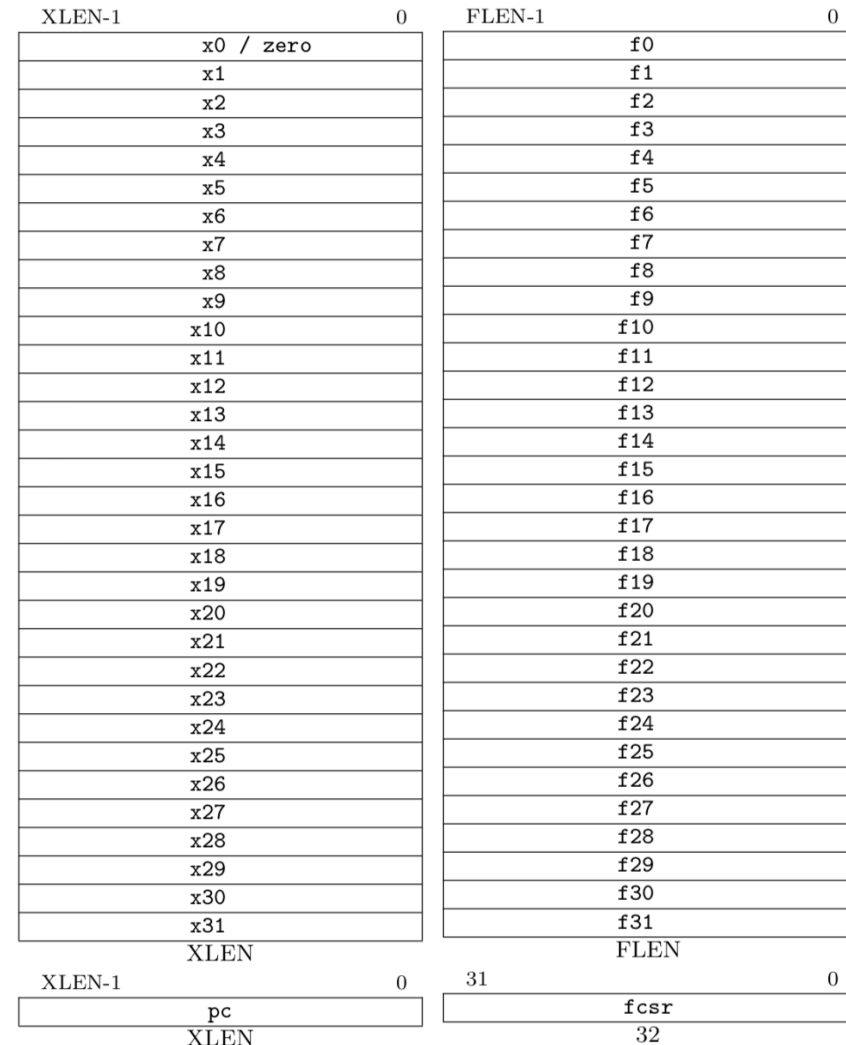 XLEN-1 0
x0 / zero
x1
x2
x3
x4
x5
x6
x7
x8
x9
x10
x11
x12
x13
x14
x15
x16
x17
x18
x19
x20
x21
x22
x23
x24
x25
x26
x27
x28
x29
x30
x31
XLEN
XLEN-1 0
pc
XLEN
FLEN-1 0
f0
f1
f2
f3
f4
f5
f6
f7
f8
f9
f10
f11
f12
f13
f14
f15
f16
f17
f18
f19
f20
f21
f22
f23
f24
f25
f26
f27
f28
f29
f30
f31
FLEN
31 0
fcsr
32